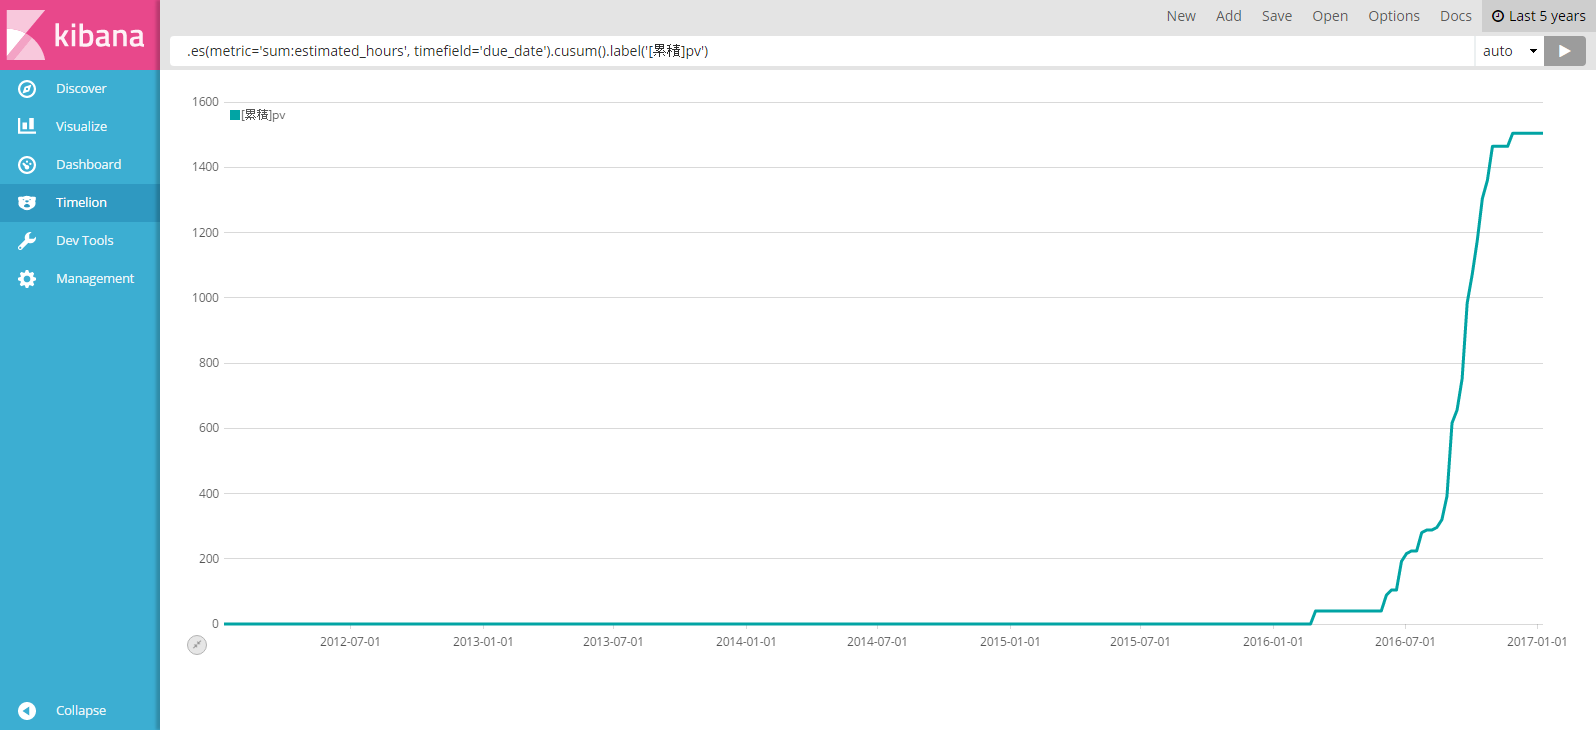 kibana
New Add Save Open Options Docs Last 5 years
.es(metric='sum:estimated_hours', timefield='due_date').cusum().label('[累積]pv')
auto
Discover
Visualize
Dashboard
Timelion
Dev Tools
Management
Collapse
[累積]pv
1600
1400
1200
1000
800
600
400
200
0
2012-07-01 2013-01-01 2013-07-01 2014-01-01 2014-07-01 2015-01-01 2015-07-01 2016-01-01 2016-07-01 2017-01-01